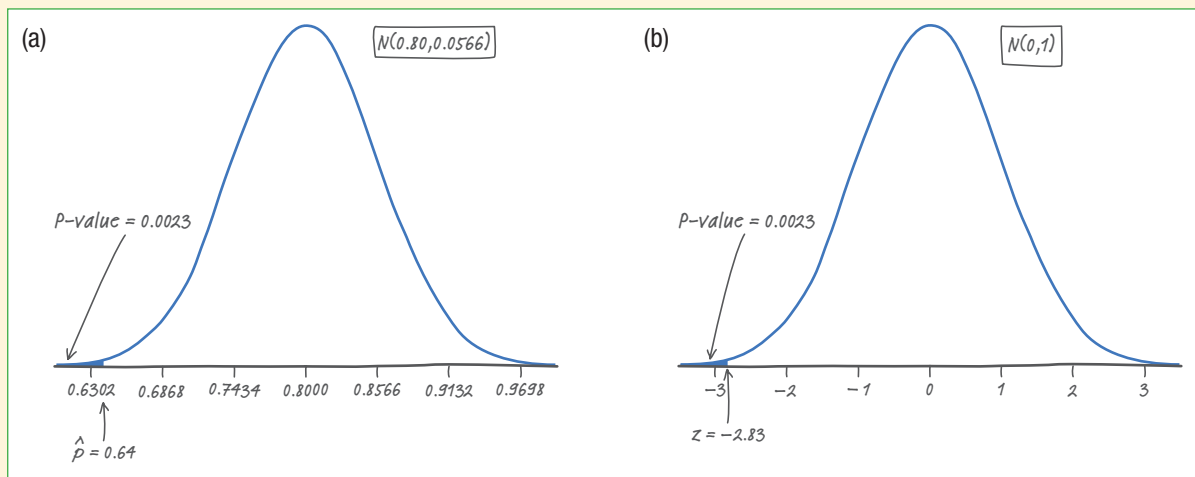 (a)
N(0.80,0.0566)
P-value = 0.0023
0.6302 0.6868 0.7434 0.8000 0.8566 0.9132 0.9698
p̂ = 0.64
(b)
N(0,1)
P-value = 0.0023
−3 −2 −1 0 1 2 3
z = −2.83